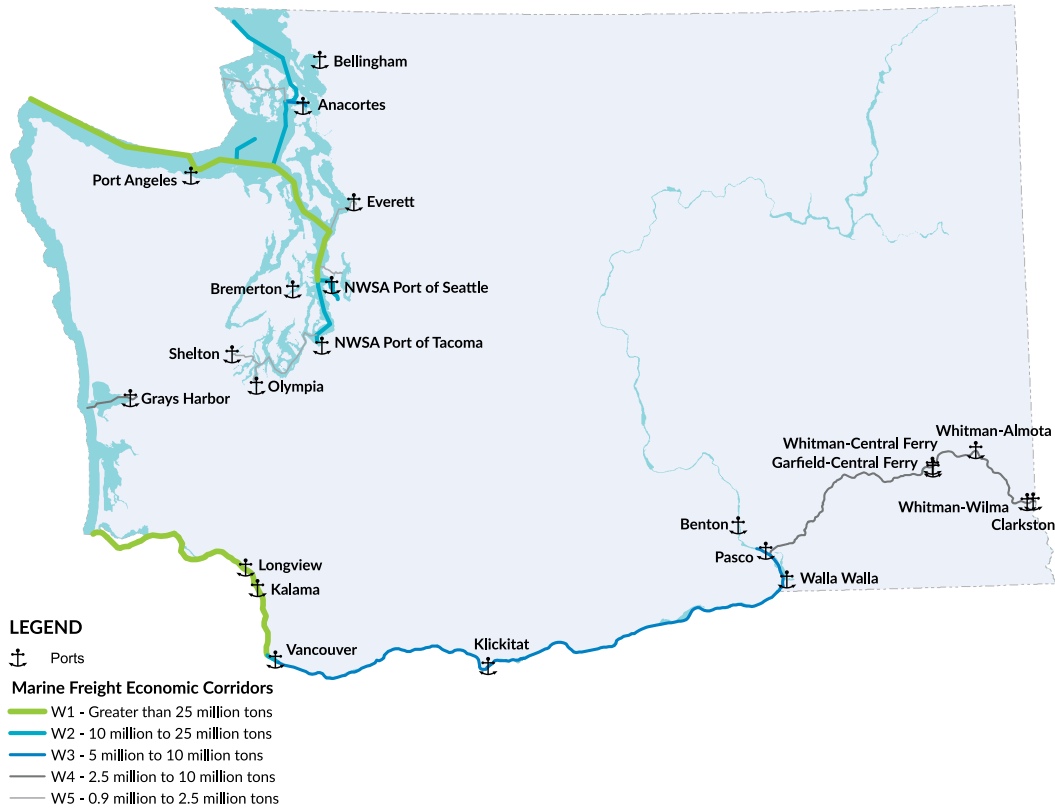 Bellingham
Anacortes
Port Angeles
Everett
Bremerton
NWSA Port of Seattle
NWSA Port of Tacoma
Shelton
Olympia
Grays Harbor
Whitman-Almota
Whitman-Central Ferry
Garfield-Central Ferry
Whitman-Wilma
Clarkston
Benton
Pasco
Walla Walla
Longview
Kalama
Vancouver
Klickitat
LEGEND
Ports
Marine Freight Economic Corridors
W1 - Greater than 25 million tons
W2 - 10 million to 25 million tons
W3 - 5 million to 10 million tons
W4 - 2.5 million to 10 million tons
W5 - 0.9 million to 2.5 million tons